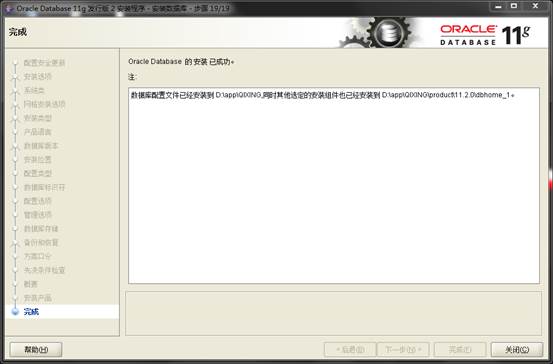 Oracle Database 11g 发行版 2 安装程序 - 安装数据库 - 步骤 19/19
完成
ORACLE
DATABASE 11g
配置安全更新
安装选项
系统类
网格安装选项
安装类型
产品语言
数据库版本
安装位置
配置类型
数据库标识符
配置选项
管理选项
数据库存储
备份和恢复
方案口令
先决条件检查
概要
安装产品
完成
Oracle Database 的 安装 已成功。
注:
数据库配置文件已经安装到 D:\app\QIXING,同时其他选定的安装组件也已经安装到 D:\app\QIXING\product\11.2.0\dbhome_1。
帮助(H)
< 后退(B)
下一步(N) >
完成(F)
关闭(C)